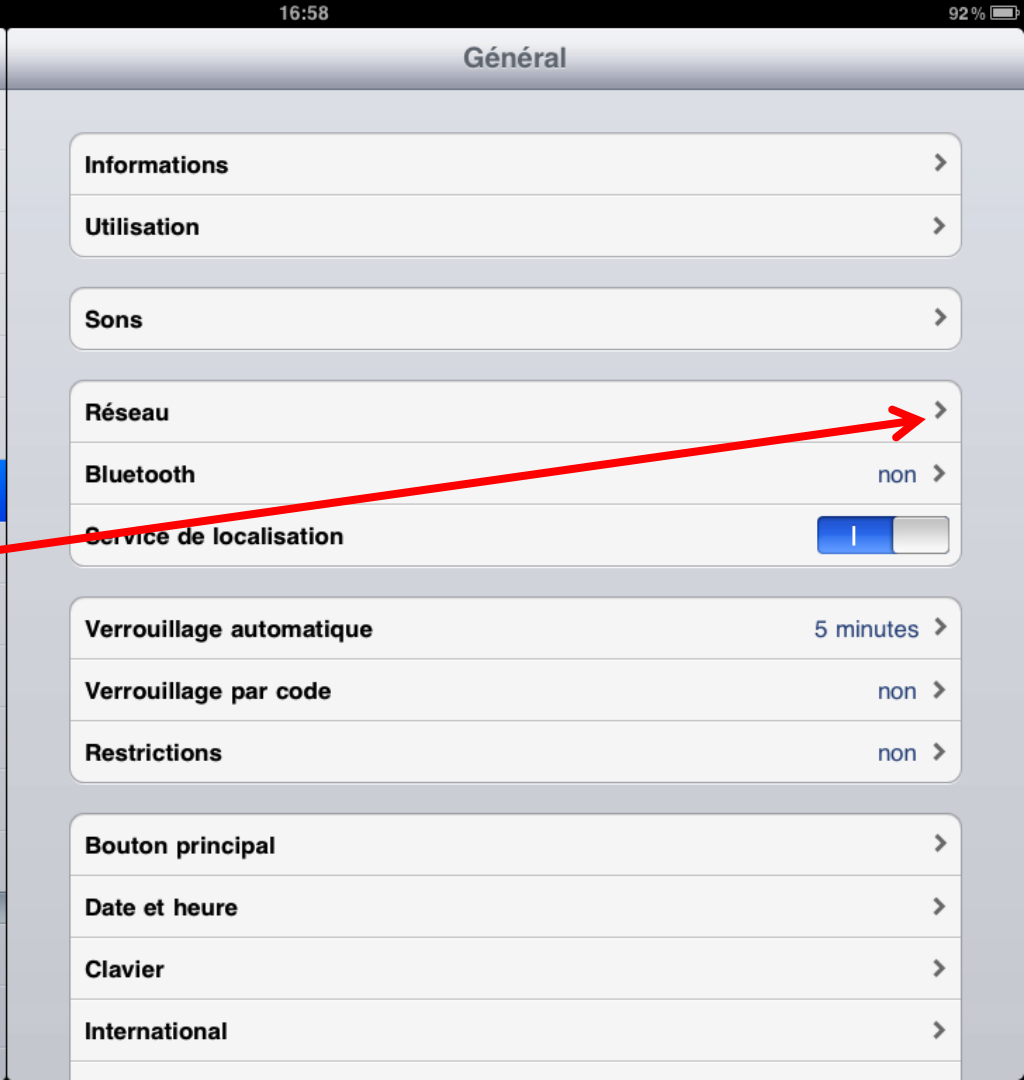 16:58
92 %
Général
Informations
Utilisation
Sons
Réseau
Bluetooth non
Service de localisation
Verrouillage automatique 5 minutes
Verrouillage par code non
Restrictions non
Bouton principal
Date et heure
Clavier
International